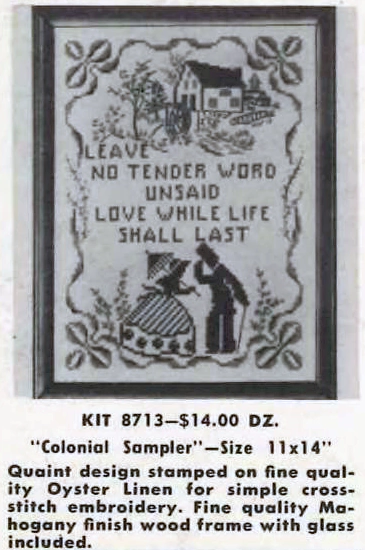 LEAVE
NO TENDER WORD
UNSAID
LOVE WHILE LIFE
SHALL LAST
KIT 8713—$14.00 DZ.
"Colonial Sampler"—Size 11x14"
Quaint design stamped on fine qual-
ity Oyster Linen for simple cross-
stitch embroidery. Fine quality Ma-
hogany finish wood frame with glass
included.